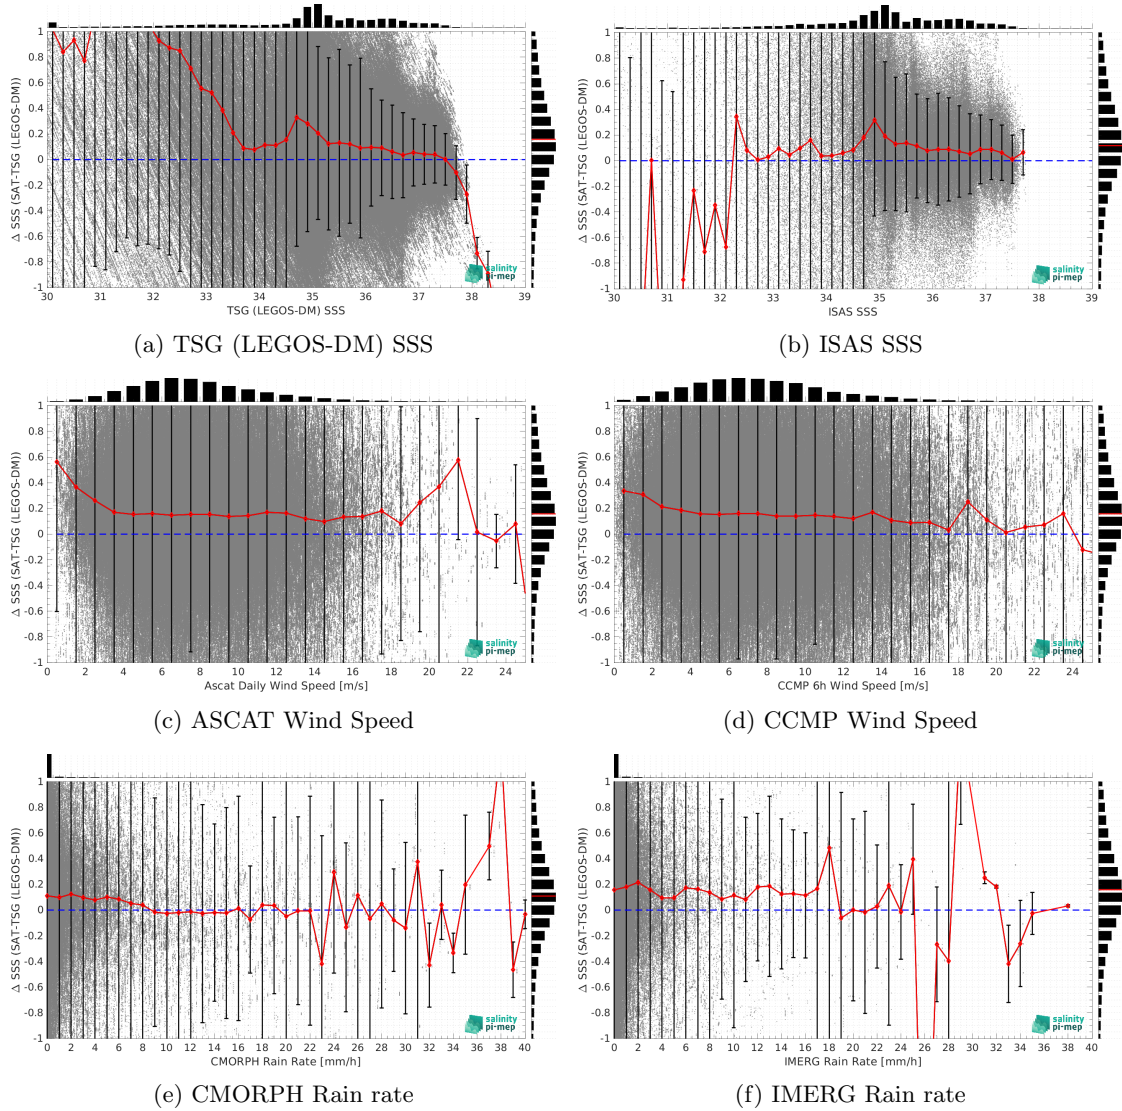 Δ SSS (SAT-TSG (LEGOS-DM))
1
0.8
0.6
0.4
0.2
0
-0.2
-0.4
-0.6
-0.8
-1
30 31 32 33 34 35 36 37 38 39
TSG (LEGOS-DM) SSS
salinity
pi-mep
(a) TSG (LEGOS-DM) SSS
Δ SSS (SAT-TSG (LEGOS-DM))
1
0.8
0.6
0.4
0.2
0
-0.2
-0.4
-0.6
-0.8
-1
30 31 32 33 34 35 36 37 38 39
ISAS SSS
salinity
pi-mep
(b) ISAS SSS
Δ SSS (SAT-TSG (LEGOS-DM))
1
0.8
0.6
0.4
0.2
0
-0.2
-0.4
-0.6
-0.8
-1
0 2 4 6 8 10 12 14 16 18 20 22 24
Ascat Daily Wind Speed [m/s]
salinity
pi-mep
(c) ASCAT Wind Speed
Δ SSS (SAT-TSG (LEGOS-DM))
1
0.8
0.6
0.4
0.2
0
-0.2
-0.4
-0.6
-0.8
-1
2 4 6 8 10 12 14 16 18 20 22 24
CCMP 6h Wind Speed [m/s]
salinity
pi-mep
(d) CCMP Wind Speed
Δ SSS (SAT-TSG (LEGOS-DM))
1
0.8
0.6
0.4
0.2
0
-0.2
-0.4
-0.6
-0.8
-1
0 2 4 6 8 10 12 14 16 18 20 22 24 26 28 30 32 34 36 38 40
CMORPH Rain Rate [mm/h]
salinity
pi-mep
(e) CMORPH Rain rate
Δ SSS (SAT-TSG (LEGOS-DM))
1
0.8
0.6
0.4
0.2
0
-0.2
-0.4
-0.6
-0.8
-1
0 2 4 6 8 10 12 14 16 18 20 22 24 26 28 30 32 34 36 38 40
IMERG Rain Rate [mm/h]
salinity
pi-mep
(f) IMERG Rain rate